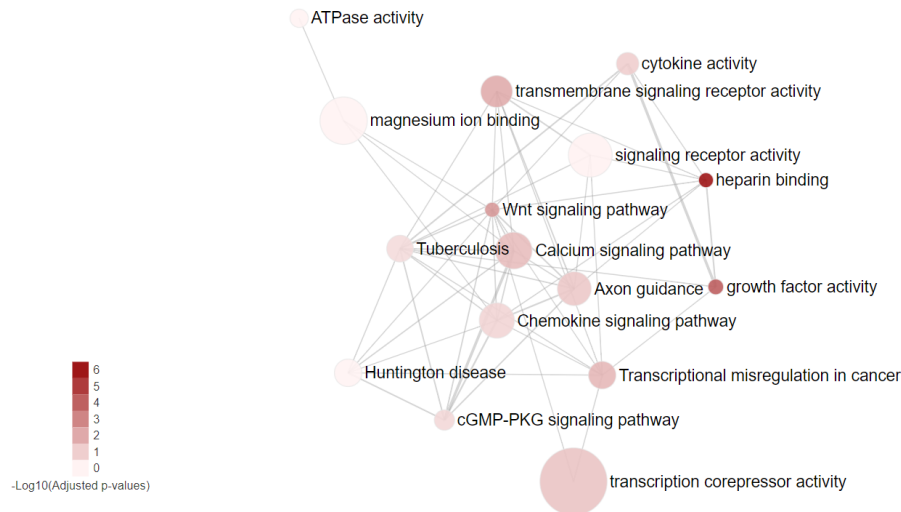 ATPase activity
cytokine activity
transmembrane signaling receptor activity
magnesium ion binding
signaling receptor activity
heparin binding
Wnt signaling pathway
Tuberculosis
Calcium signaling pathway
Axon guidance
growth factor activity
Chemokine signaling pathway
Huntington disease
Transcriptional misregulation in cancer
cGMP-PKG signaling pathway
transcription corepressor activity
6
5
4
3
2
1
0
-Log10(Adjusted p-values)